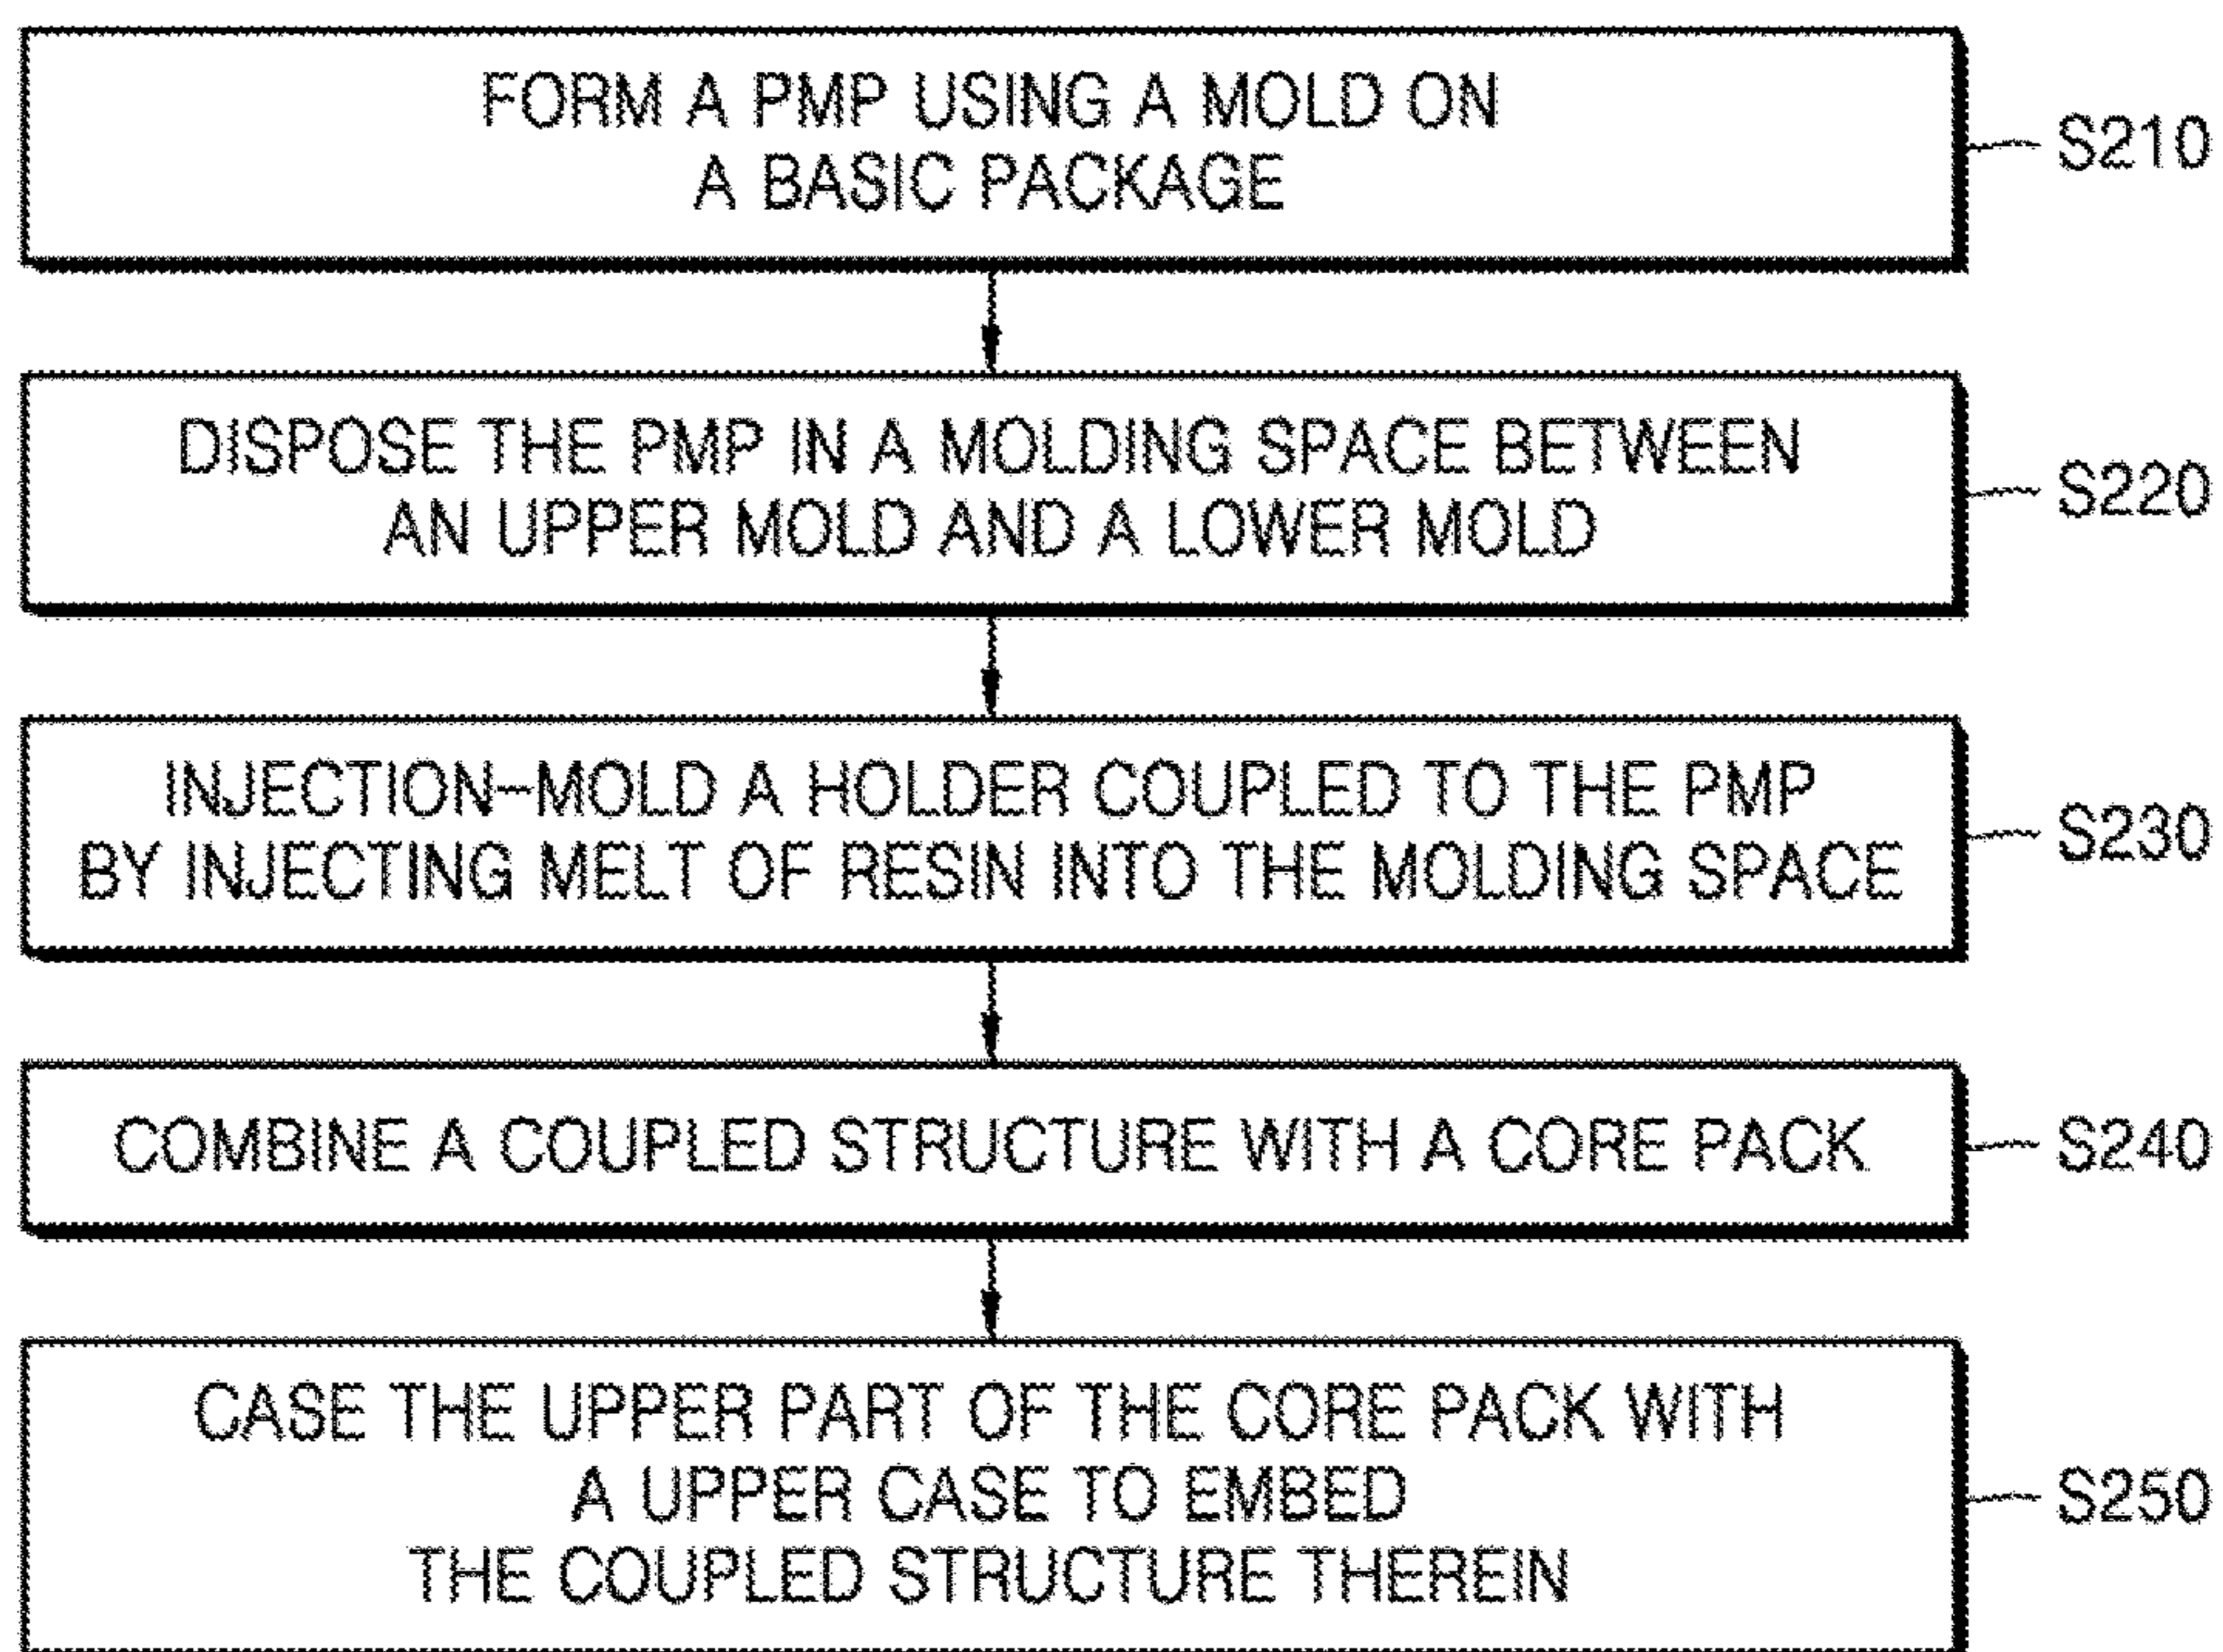 FORM A PMP USING A MOLD ON
A BASIC PACKAGE
S210
DISPOSE THE PMP IN A MOLDING SPACE BETWEEN
AN UPPER MOLD AND A LOWER MOLD
S220
INJECTION-MOLD A HOLDER COUPLED TO THE PMP
BY INJECTING MELT OF RESIN INTO THE MOLDING SPACE
S230
COMBINE A COUPLED STRUCTURE WITH A CORE PACK
S240
CASE THE UPPER PART OF THE CORE PACK WITH
A UPPER CASE TO EMBED
THE COUPLED STRUCTURE THEREIN
S250